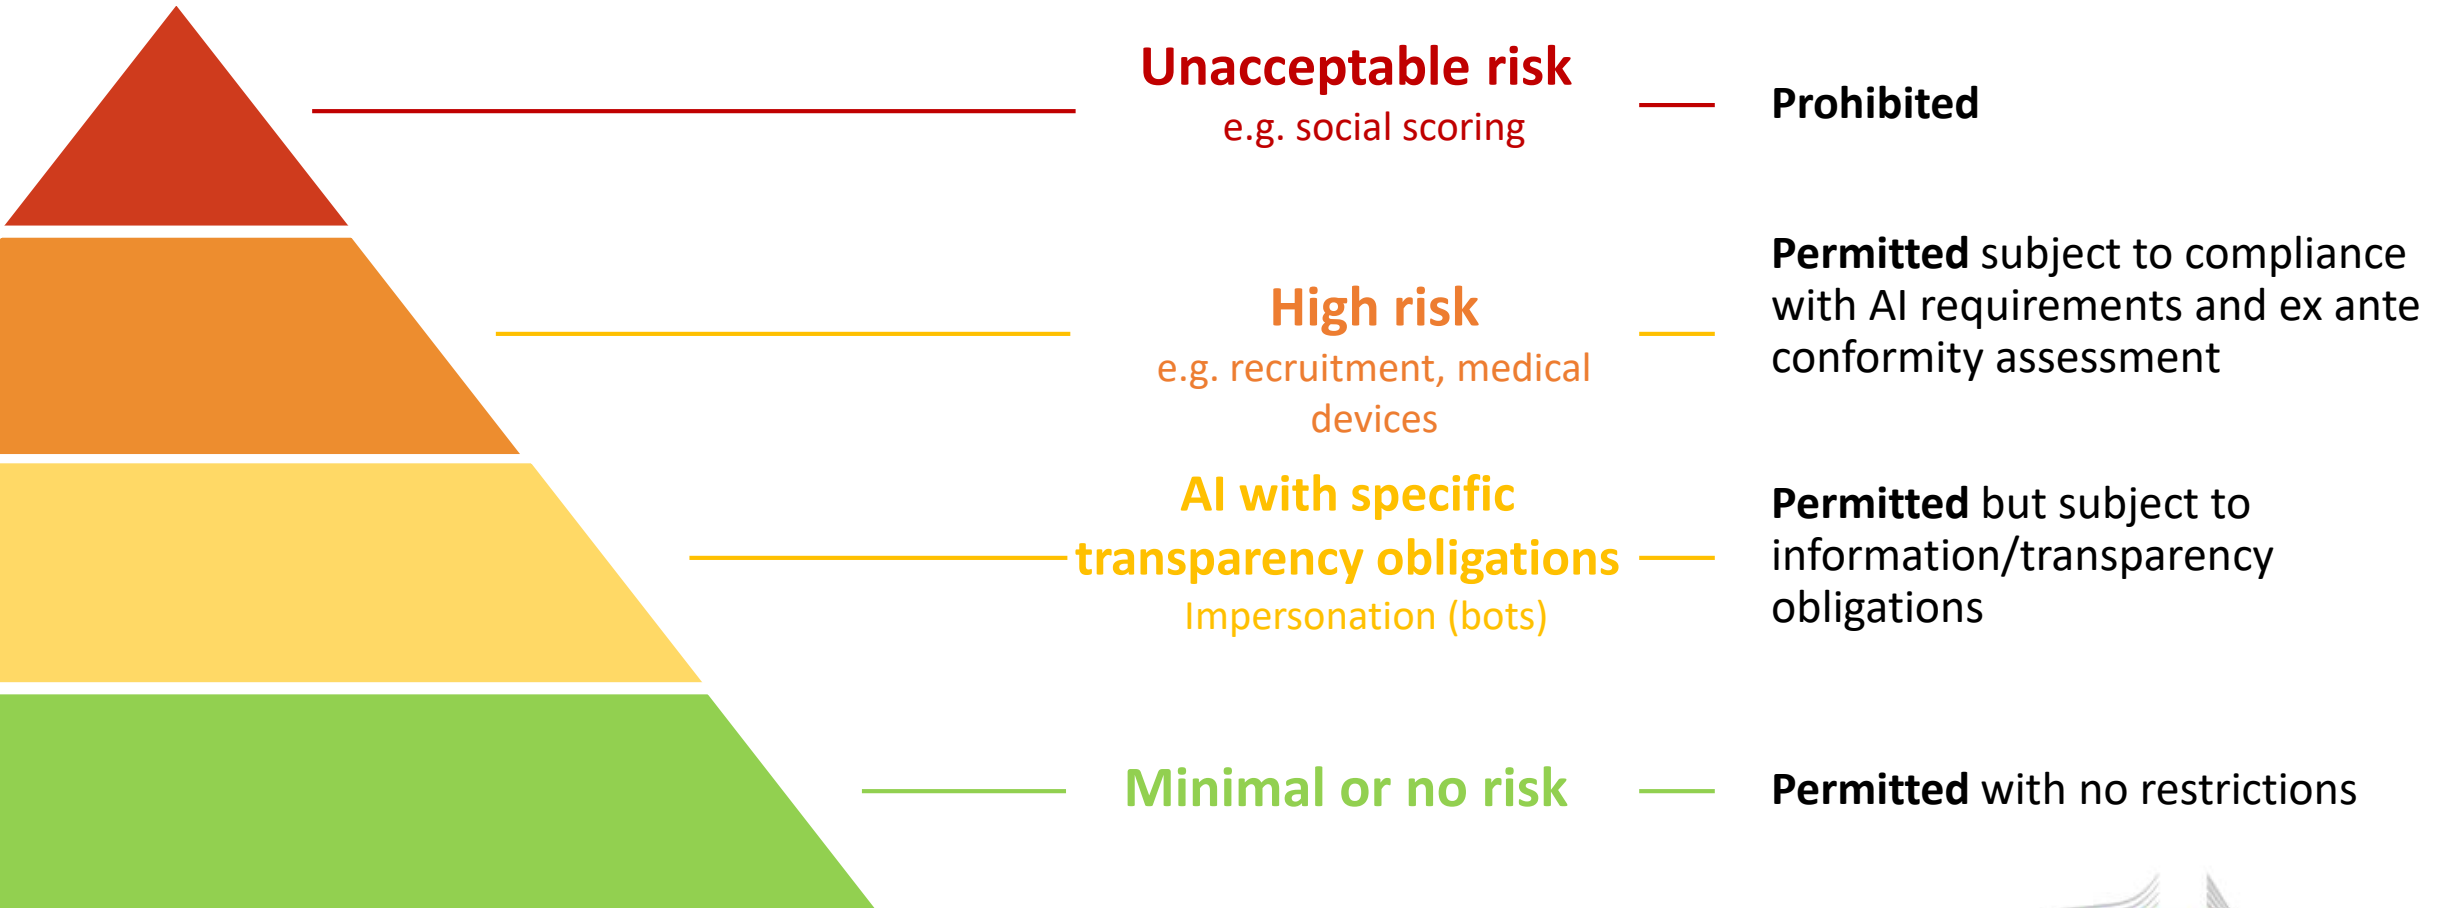 Unacceptable risk
e.g. social scoring
Prohibited
High risk
e.g. recruitment, medical
devices
Permitted subject to compliance
with AI requirements and ex ante
conformity assessment
AI with specific
transparency obligations
Impersonation (bots)
Permitted but subject to
information/transparency
obligations
Minimal or no risk
Permitted with no restrictions